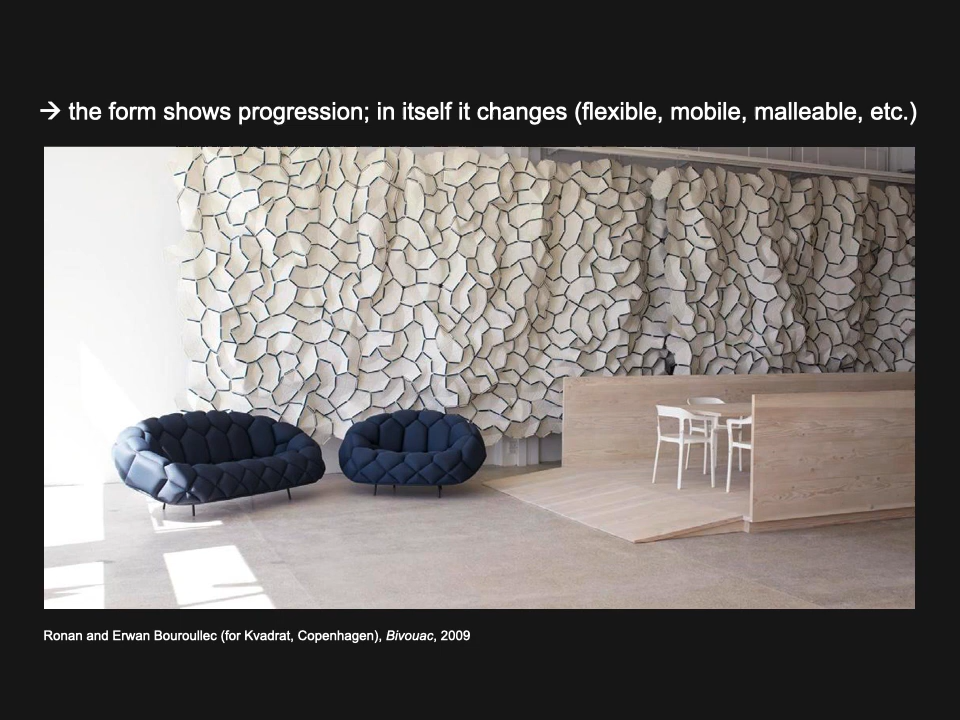 → the form shows progression; in itself it changes (flexible, mobile, malleable, etc.)
Ronan and Erwan Bouroullec (for Kvadrat, Copenhagen), Bivouac, 2009